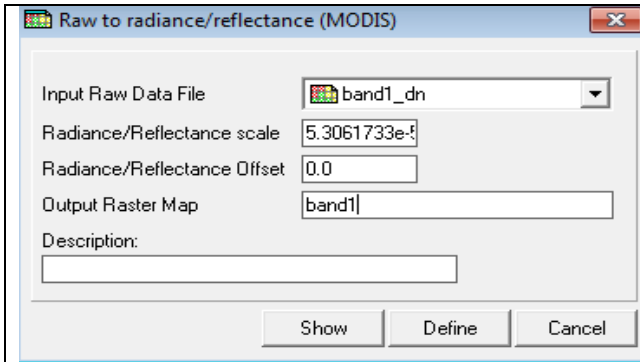 Raw to radiance/reflectance (MODIS)
Input Raw Data File band1_dn
Radiance/Reflectance scale 5.3061733e-5
Radiance/Reflectance Offset 0.0
Output Raster Map band1
Description:
Show Define Cancel